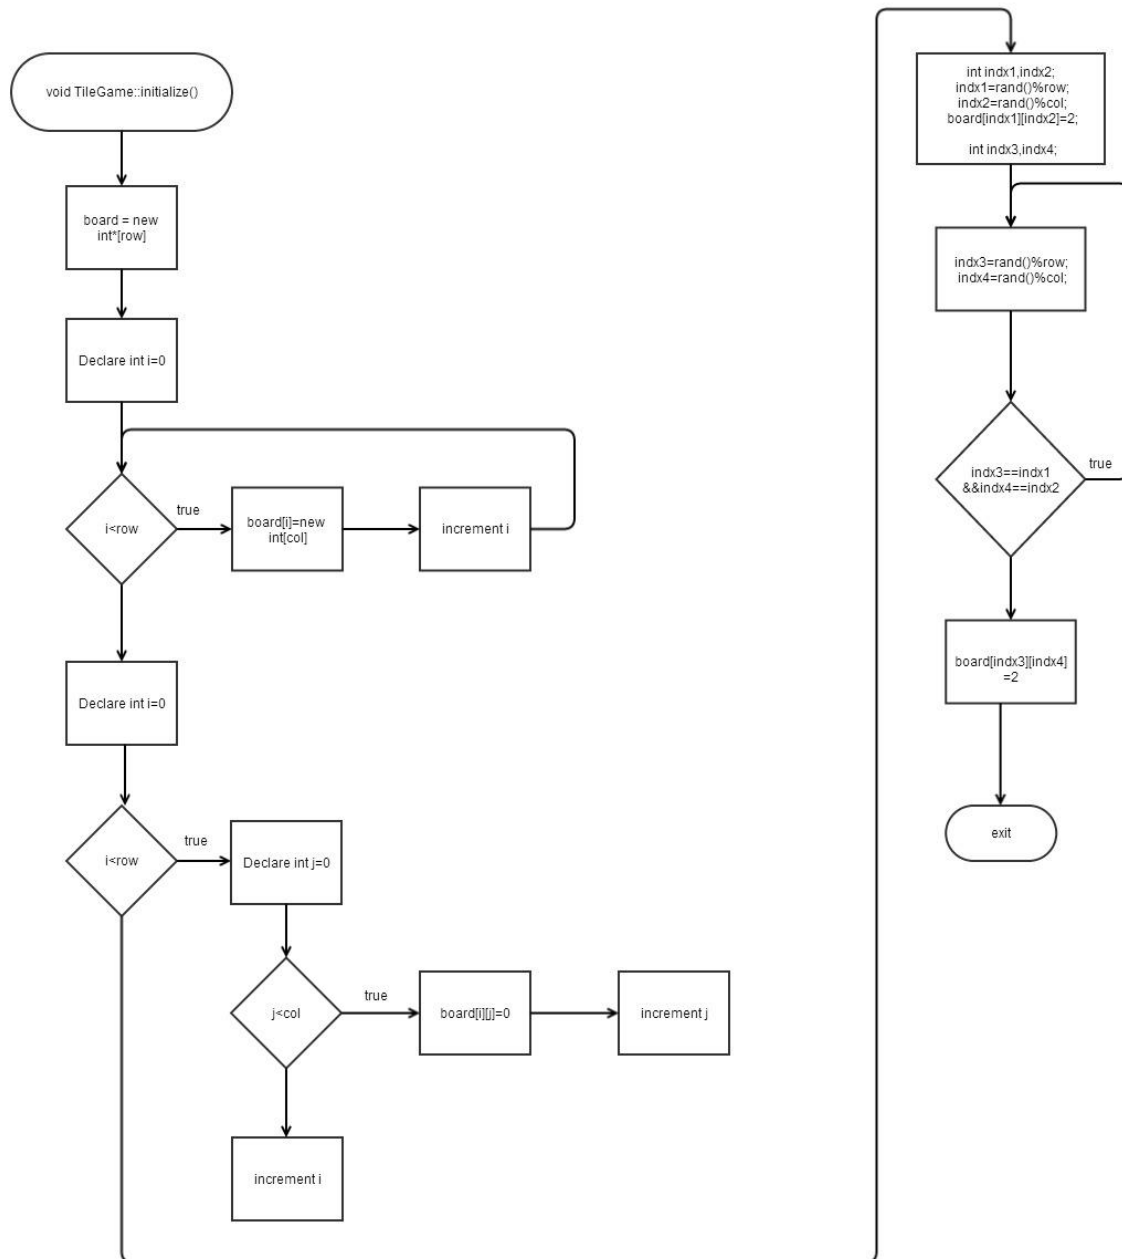 void TileGame::initialize()
board = new
int*[row]
Declare int i=0
i<row
true
board[i]=new
int[col]
increment i
Declare int i=0
i<row
true
Declare int j=0
j<col
true
board[i][j]=0
increment j
increment i
int indx1,indx2;
indx1=rand()%row;
indx2=rand()%col;
board[indx1][indx2]=2;
int indx3,indx4;
indx3=rand()%row;
indx4=rand()%col;
indx3==indx1
&&indx4==indx2
true
board[indx3][indx4]
=2
exit